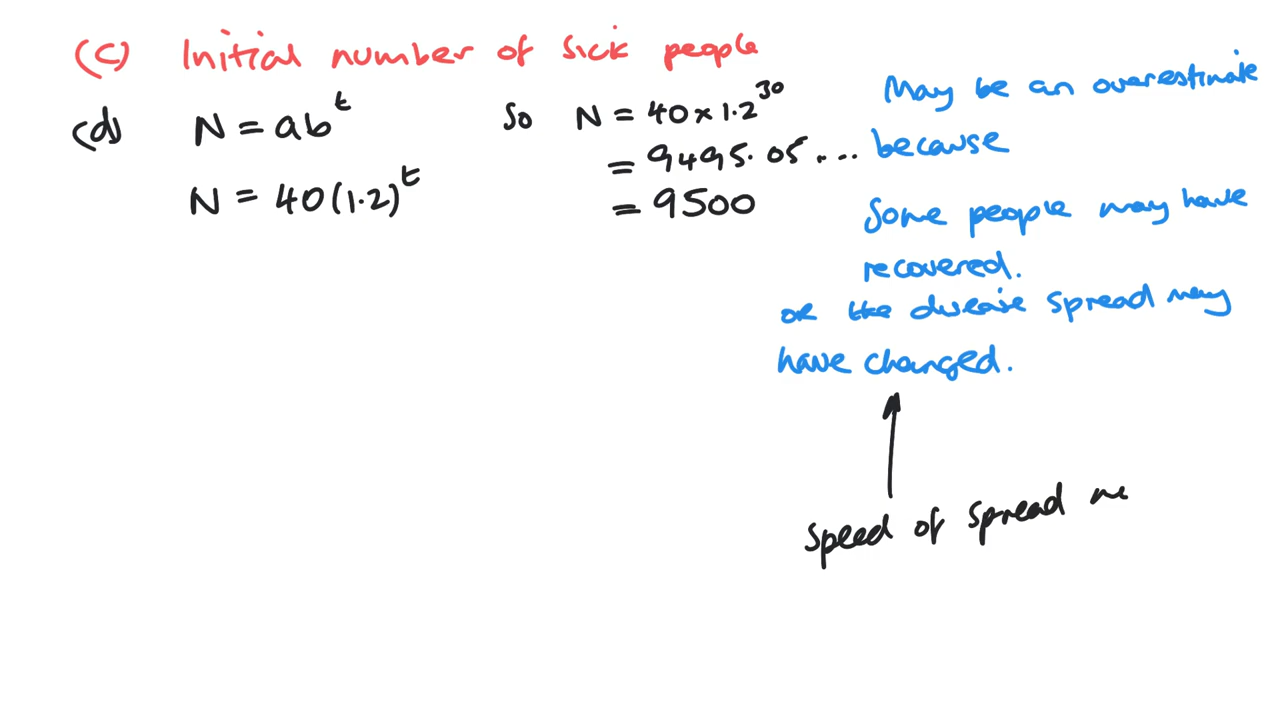 (c) Initial number of sick people
(d) N = ab^t
N = 40(1.2)^t
So N = 40 × 1.2^30
= 9495.05...
= 9500
May be an overestimate
because
Some people may have
recovered.
or the disease spread may
have changed.
Speed of spread